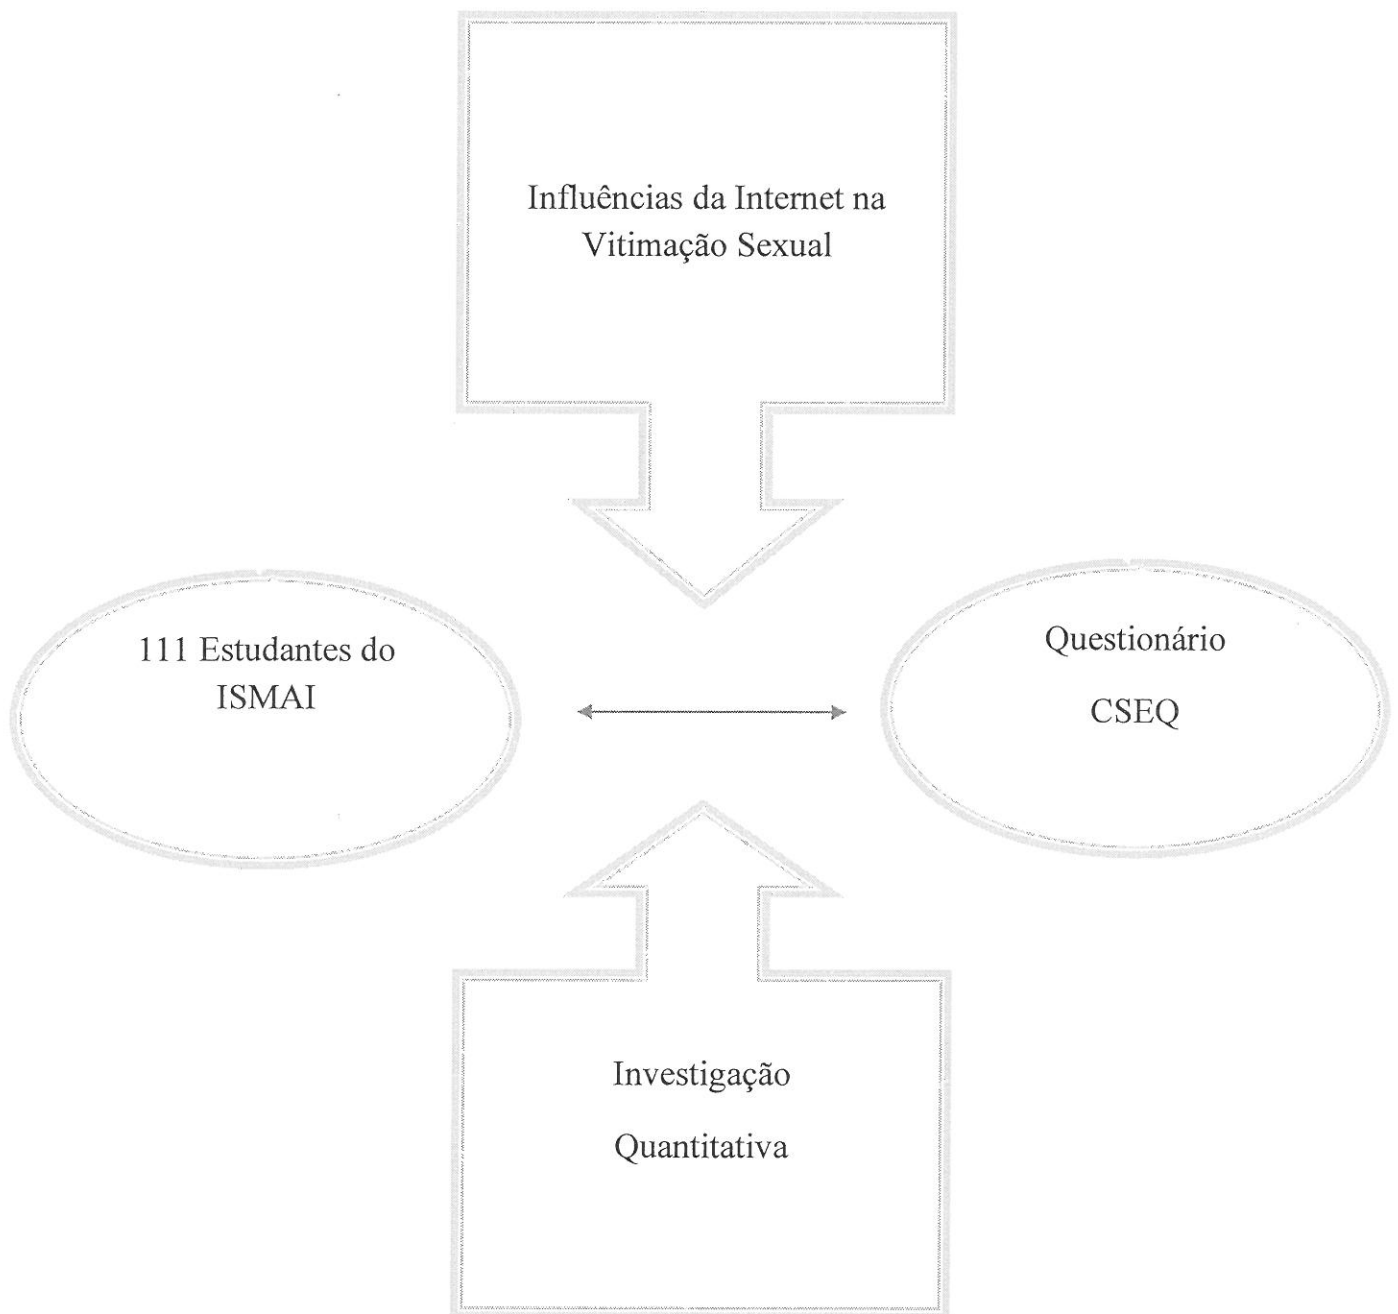 Influências da Internet na
Vitimação Sexual
111 Estudantes do
ISMAI
Questionário
CSEQ
Investigação
Quantitativa